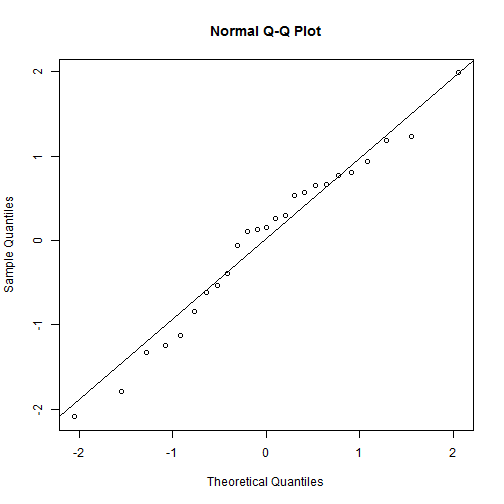 Normal Q-Q Plot
Sample Quantiles
2
1
0
-1
-2
-2 -1 0 1 2
Theoretical Quantiles